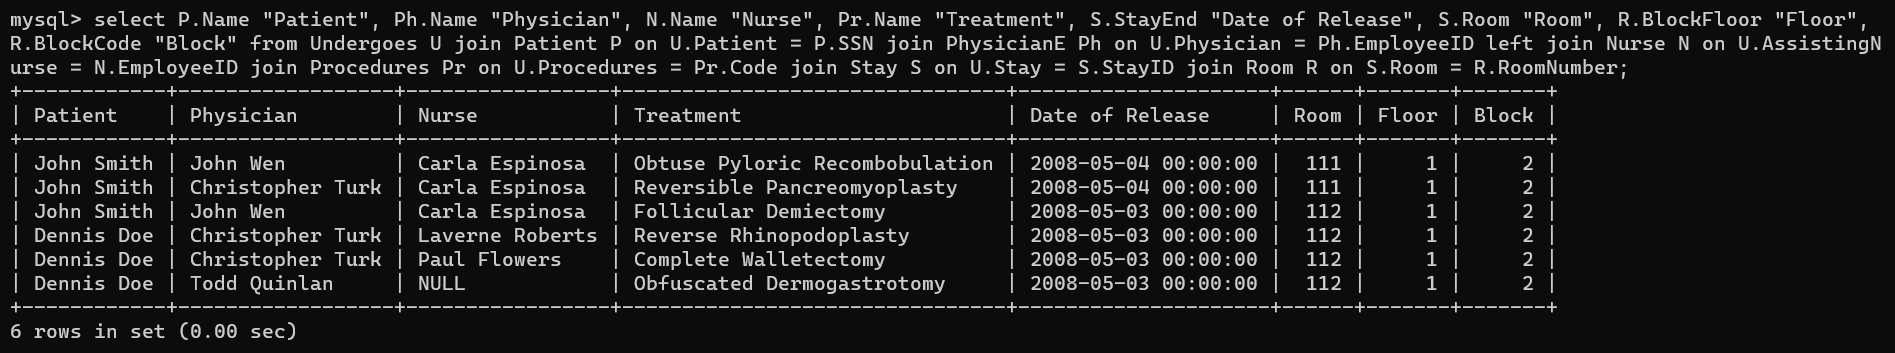 mysql> select P.Name "Patient", Ph.Name "Physician", N.Name "Nurse", Pr.Name "Treatment", S.StayEnd "Date of Release", S.Room "Room", R.BlockFloor "Floor",
R.BlockCode "Block" from Undergoes U join Patient P on U.Patient = P.SSN join PhysicianE Ph on U.Physician = Ph.EmployeeID left join Nurse N on U.AssistingN
urse = N.EmployeeID join Procedures Pr on U.Procedures = Pr.Code join Stay S on U.Stay = S.StayID join Room R on S.Room = R.RoomNumber;
+------------+-------------------+-----------------+--------------------------------+---------------------+------+-------+-------+
| Patient    | Physician         | Nurse           | Treatment                      | Date of Release     | Room | Floor | Block |
+------------+-------------------+-----------------+--------------------------------+---------------------+------+-------+-------+
| John Smith | John Wen          | Carla Espinosa  | Obtuse Pyloric Recombobulation | 2008-05-04 00:00:00 |  111 |     1 |     2 |
| John Smith | Christopher Turk | Carla Espinosa  | Reversible Pancreomyoplasty    | 2008-05-04 00:00:00 |  111 |     1 |     2 |
| John Smith | John Wen          | Carla Espinosa  | Follicular Demiectomy          | 2008-05-03 00:00:00 |  112 |     1 |     2 |
| Dennis Doe | Christopher Turk | Laverne Roberts | Reverse Rhinopodoplasty        | 2008-05-03 00:00:00 |  112 |     1 |     2 |
| Dennis Doe | Christopher Turk | Paul Flowers    | Complete Walletectomy          | 2008-05-03 00:00:00 |  112 |     1 |     2 |
| Dennis Doe | Todd Quinlan      | NULL            | Obfuscated Dermogastrotomy     | 2008-05-03 00:00:00 |  112 |     1 |     2 |
+------------+-------------------+-----------------+--------------------------------+---------------------+------+-------+-------+
6 rows in set (0.00 sec)